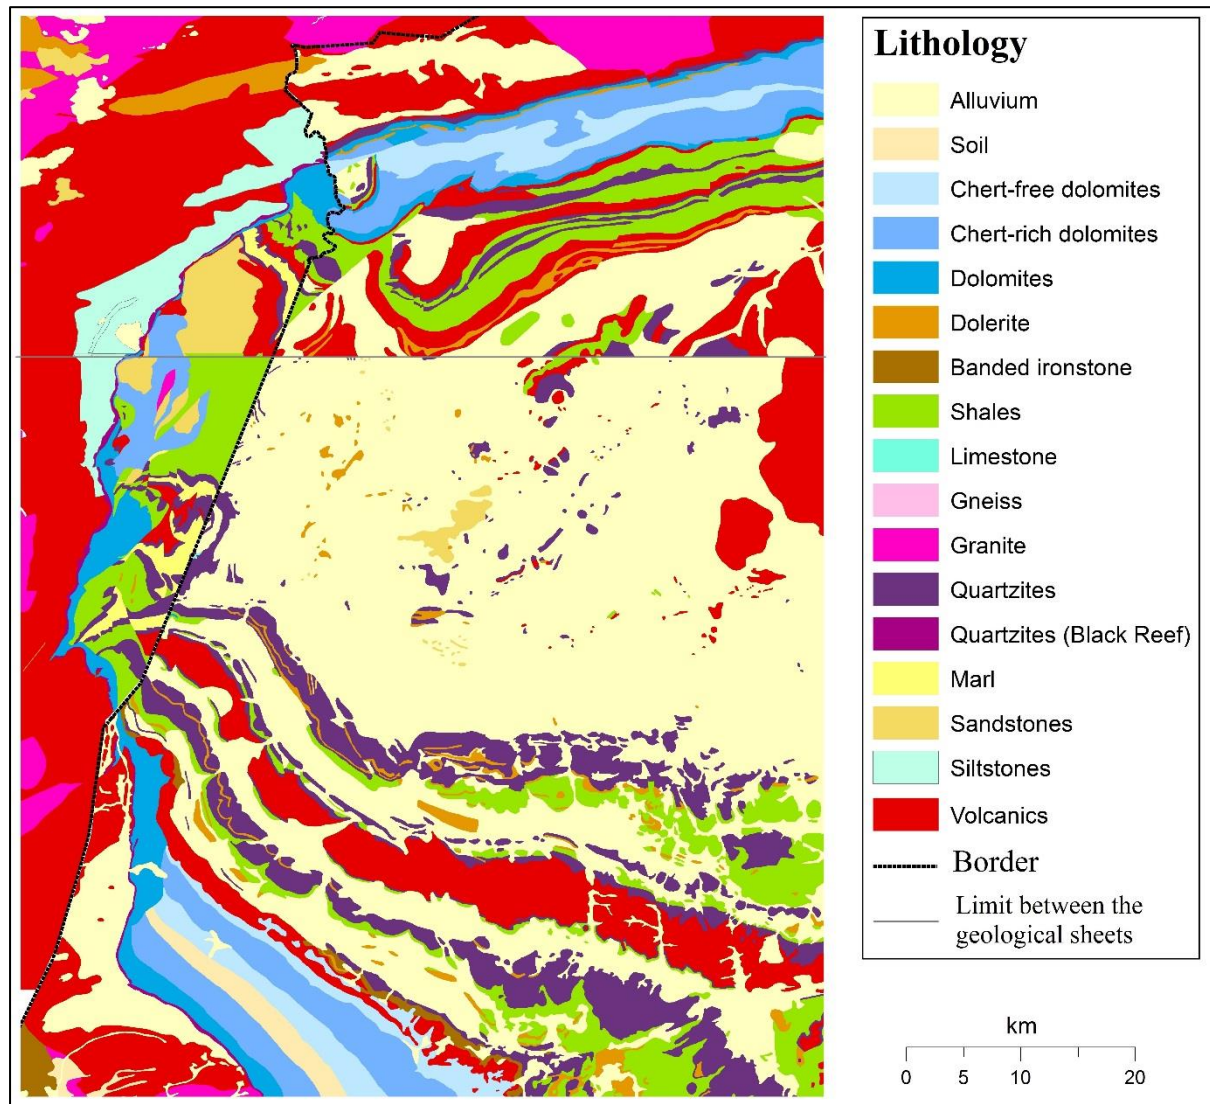 Lithology
Alluvium
Soil
Chert-free dolomites
Chert-rich dolomites
Dolomites
Dolerite
Banded ironstone
Shales
Limestone
Gneiss
Granite
Quartzites
Quartzites (Black Reef)
Marl
Sandstones
Siltstones
Volcanics
Border
Limit between the
geological sheets
km
0 5 10 20